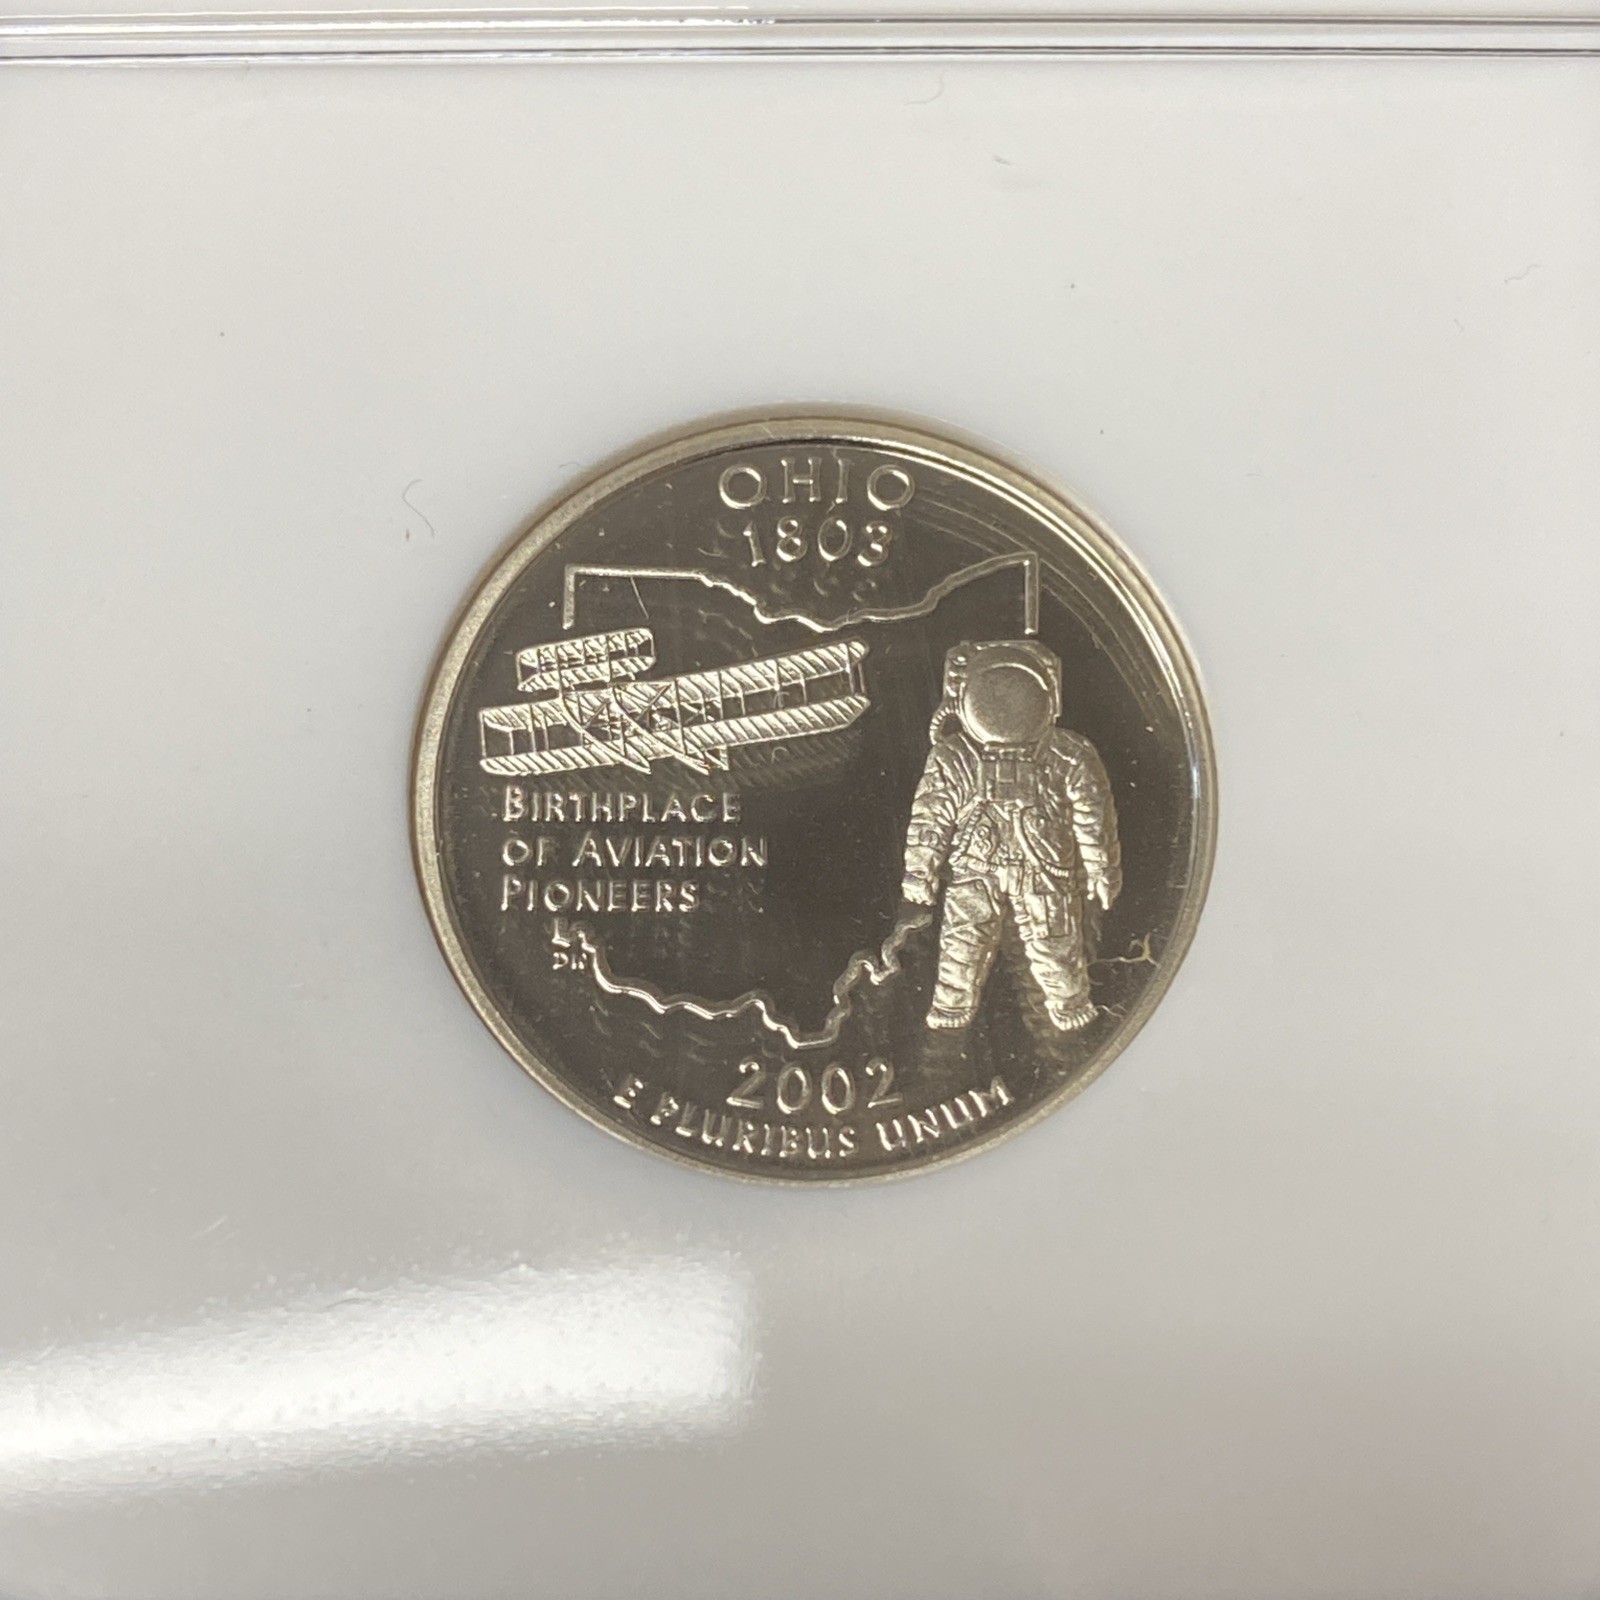 OHIO
1803
BIRTHPLACE
OF AVIATION
PIONEERS
2002
E PLURIBUS UNUM